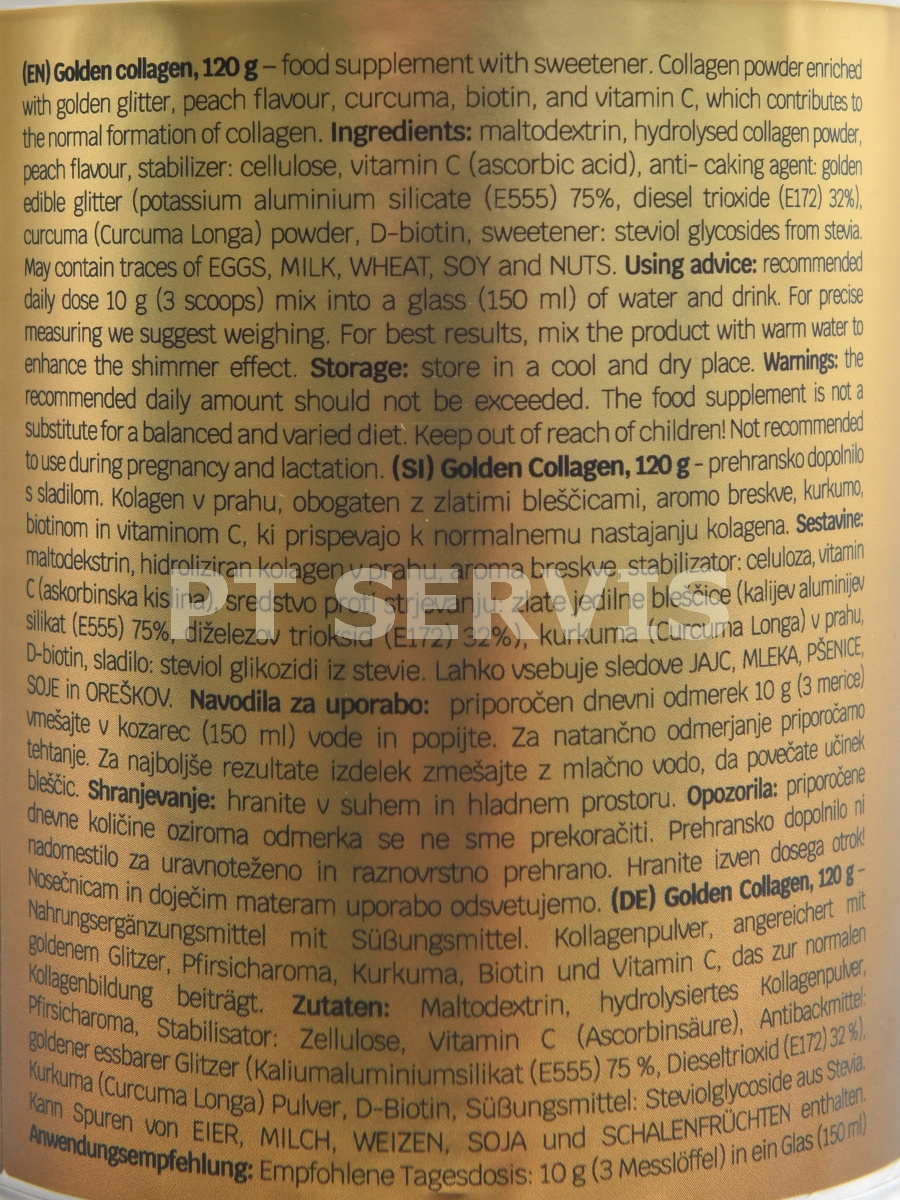 (EN) Golden collagen, 120 g – food supplement with sweetener. Collagen powder enriched
with golden glitter, peach flavour, curcuma, biotin, and vitamin C, which contributes to
the normal formation of collagen. Ingredients: maltodextrin, hydrolysed collagen powder,
peach flavour, stabilizer: cellulose, vitamin C (ascorbic acid), anti- caking agent: golden
edible glitter (potassium aluminium silicate (E555) 75%, diesel trioxide (E172) 32%),
curcuma (Curcuma Longa) powder, D-biotin, sweetener: steviol glycosides from stevia.
May contain traces of EGGS, MILK, WHEAT, SOY and NUTS. Using advice: recommended
daily dose 10 g (3 scoops) mix into a glass (150 ml) of water and drink. For precise
measuring we suggest weighing. For best results, mix the product with warm water to
enhance the shimmer effect. Storage: store in a cool and dry place. Warnings: the
recommended daily amount should not be exceeded. The food supplement is not a
substitute for a balanced and varied diet. Keep out of reach of children! Not recommended
to use during pregnancy and lactation. (SI) Golden Collagen, 120 g – prehransko dopolnilo
s sladilom. Kolagen v prahu, obogaten z zlatimi bleščicami, aromo breskve, kurkumo,
biotinom in vitaminom C, ki prispevajo k normalnemu nastajanju kolagena. Sestavine:
maltodekstrin, hidroliziran kolagen v prahu, aroma breskve, stabilizator: celuloza, vitamin
C (askorbinska kislina), sredstvo proti strjevanju: zlate jedilne bleščice (kalijev aluminijev
PT SERVIS
silikat (E555) 75%, diželezov trioksid (E172) 32%), kurkuma (Curcuma Longa) v prahu,
D-biotin, sladilo: steviol glikozidi iz stevie. Lahko vsebuje sledove JAJC, MLEKA, PŠENICE,
SOJE in OREŠKOV. Navodila za uporabo: priporočen dnevni odmerek 10 g (3 merice)
vmešajte v kozarec (150 ml) vode in popijte. Za natančno odmerjanje priporočamo
tehtanje. Za najboljše rezultate izdelek zmešajte z mlačno vodo, da povečate učinek
bleščic. Shranjevanje: hranite v suhem in hladnem prostoru. Opozorila: priporočene
dnevne količine oziroma odmerka se ne sme prekoračiti. Prehransko dopolnilo ni
nadomestilo za uravnoteženo in raznovrstno prehrano. Hranite izven dosega otrok!
Nosečnicam in doječim materam uporabo odsvetujemo. (DE) Golden Collagen, 120 g –
Nahrungsergänzungsmittel mit Süßungsmittel. Kollagenpulver, angereichert mit
goldenem Glitzer, Pfirsicharoma, Kurkuma, Biotin und Vitamin C, das zur normalen
Kollagenbildung beiträgt. Zutaten: Maltodextrin, hydrolysiertes Kollagenpulver,
Pfirsicharoma, Stabilisator: Zellulose, Vitamin C (Ascorbinsäure), Antibackmittel:
goldener essbarer Glitzer (Kaliumaluminiumsilikat (E555) 75 %, Dieseltrioxid (E172) 32 %),
Kurkuma (Curcuma Longa) Pulver, D-Biotin, Süßungsmittel: Steviolglycoside aus Stevia.
Kann Spuren von EIER, MILCH, WEIZEN, SOJA und SCHALENFRÜCHTEN enthalten.
Anwendungsempfehlung: Empfohlene Tagesdosis: 10 g (3 Messlöffel) in ein Glas (150 ml)